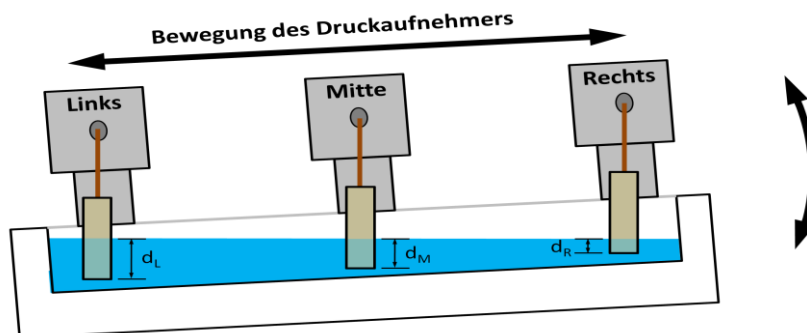 Bewegung des Druckaufnehmers
Links
Mitte
Rechts
dL
dM
dR